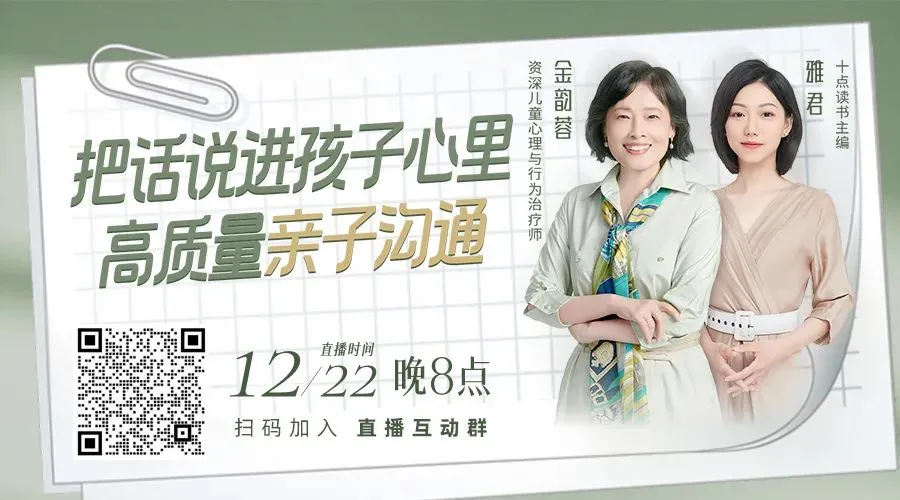 把话说进孩子心里
高质量亲子沟通
金韵蓉
资深儿童心理与行为治疗师
雅君
十点读书主编
直播时间
12/22 晚8点
扫码加入 直播互动群